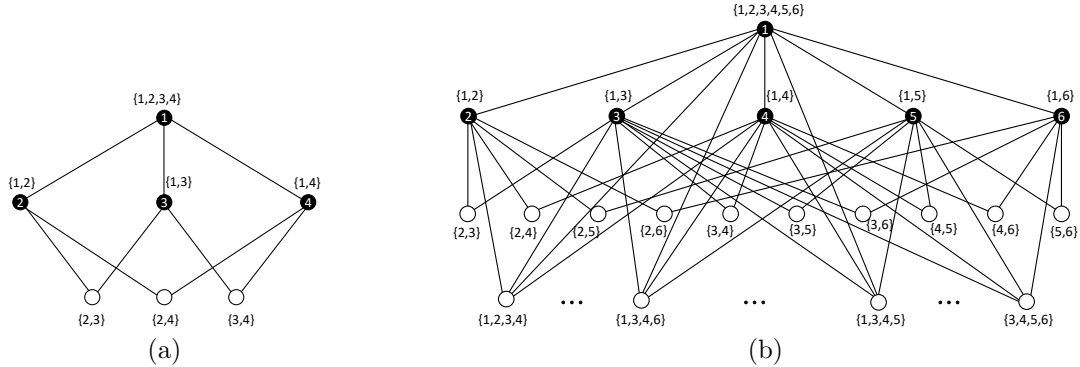 {1,2,3,4,5,6}
1
{1,2,3,4}
1
{1,2} {1,3} {1,4} {1,5} {1,6}
2 3 4 5 6
{1,2} {1,3} {1,4}
2 3 4
{2,3} {2,4} {2,5} {2,6} {3,4} {3,5} {3,6} {4,5} {4,6} {5,6}
... ... ...
{2,3} {2,4} {3,4}
{1,2,3,4} {1,3,4,6} {1,3,4,5} {3,4,5,6}
(a) (b)